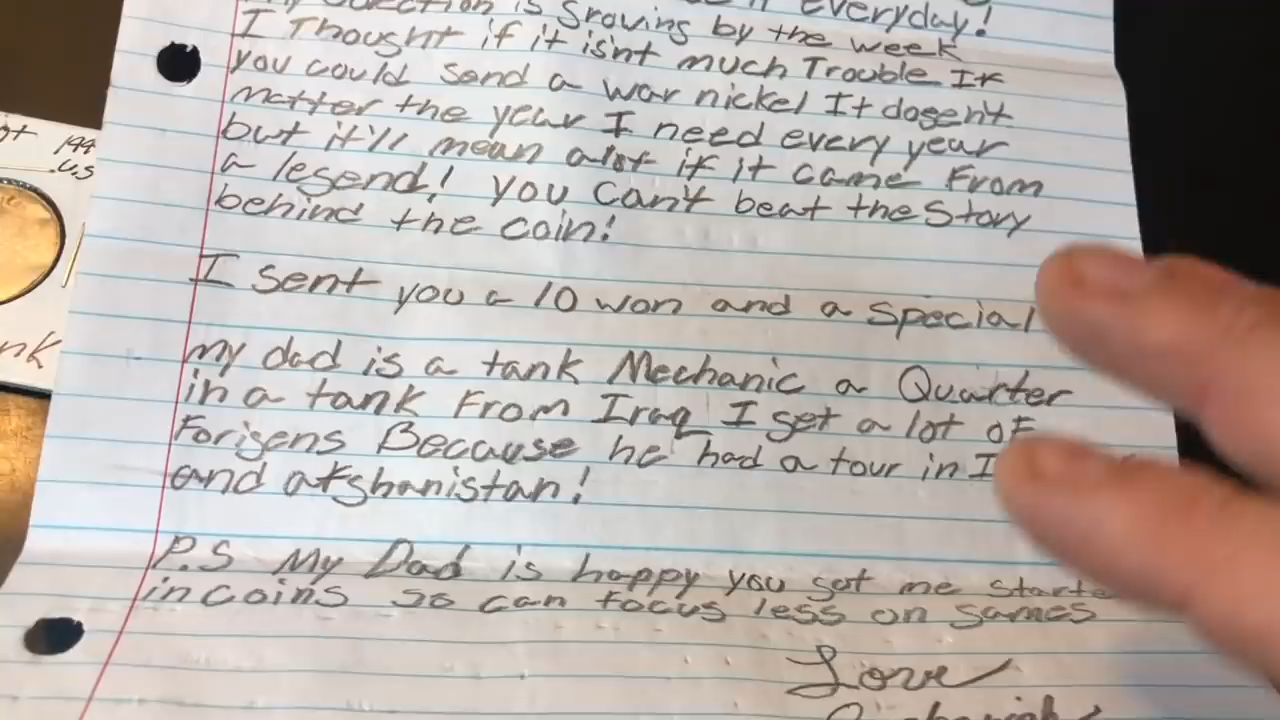 everyday!
is growing by the week
I Thought if it isn't much Trouble If
you could send a war nickel It dosen't
matter the year I need every year
but it'll mean alot if it came From
a legend! you can't beat the Story
behind the coin!
I sent you a 10 won and a special
my dad is a tank Mechanic a Quarter
in a tank From Iraq I get a lot of
Forigens Because he had a tour in I
and afghanistan!
P.S My Dad is happy you got me starte
in coins so can focus less on games
Love
194
U.S